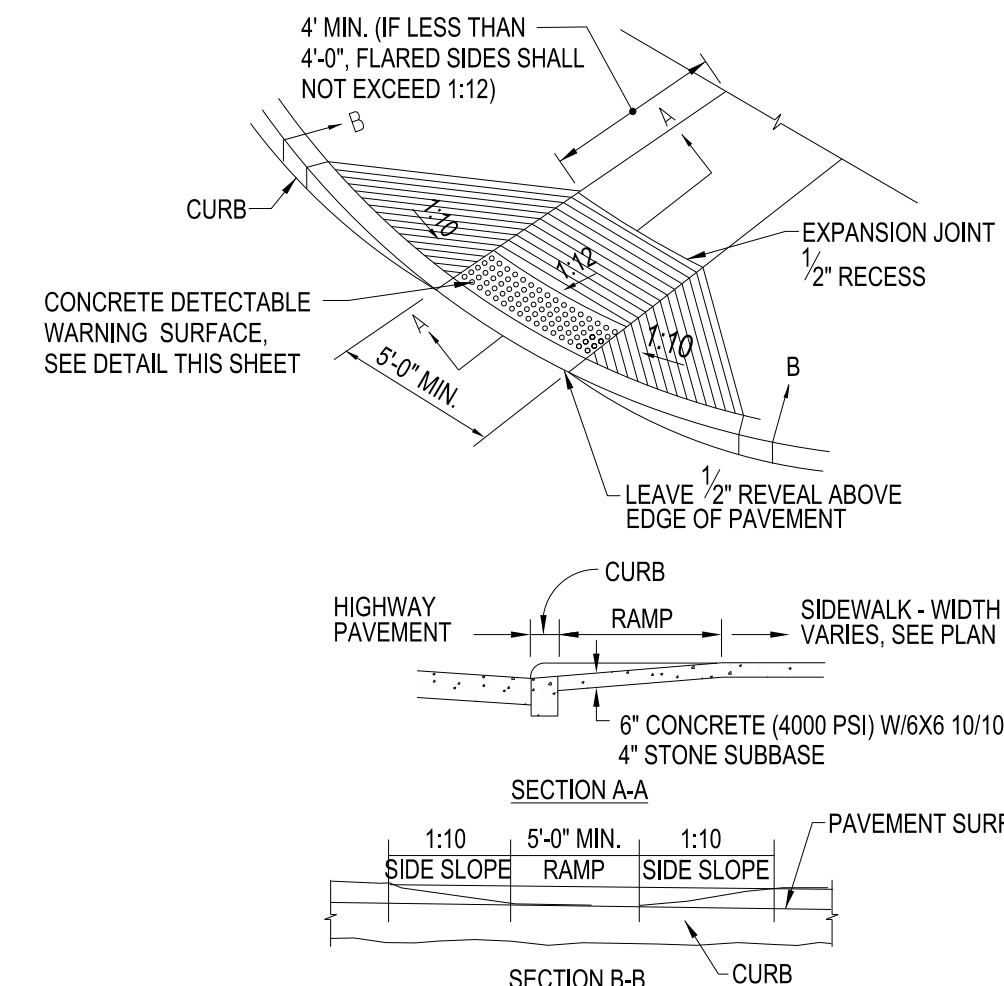 4' MIN. (IF LESS THAN
4'-0", FLARED SIDES SHALL
NOT EXCEED 1:12)
B
A
CURB
1:10
EXPANSION JOINT
1/2" RECESS
1:12
CONCRETE DETECTABLE
WARNING SURFACE,
SEE DETAIL THIS SHEET
A
1:10
5'-0" MIN.
B
LEAVE 1/2" REVEAL ABOVE
EDGE OF PAVEMENT
CURB
HIGHWAY
PAVEMENT
RAMP
SIDEWALK - WIDTH
VARIES, SEE PLAN
6" CONCRETE (4000 PSI) W/6X6 10/10
4" STONE SUBBASE
SECTION A-A
1:10 5'-0" MIN. 1:10
SIDE SLOPE RAMP SIDE SLOPE
PAVEMENT
CURB
SECTION B-B